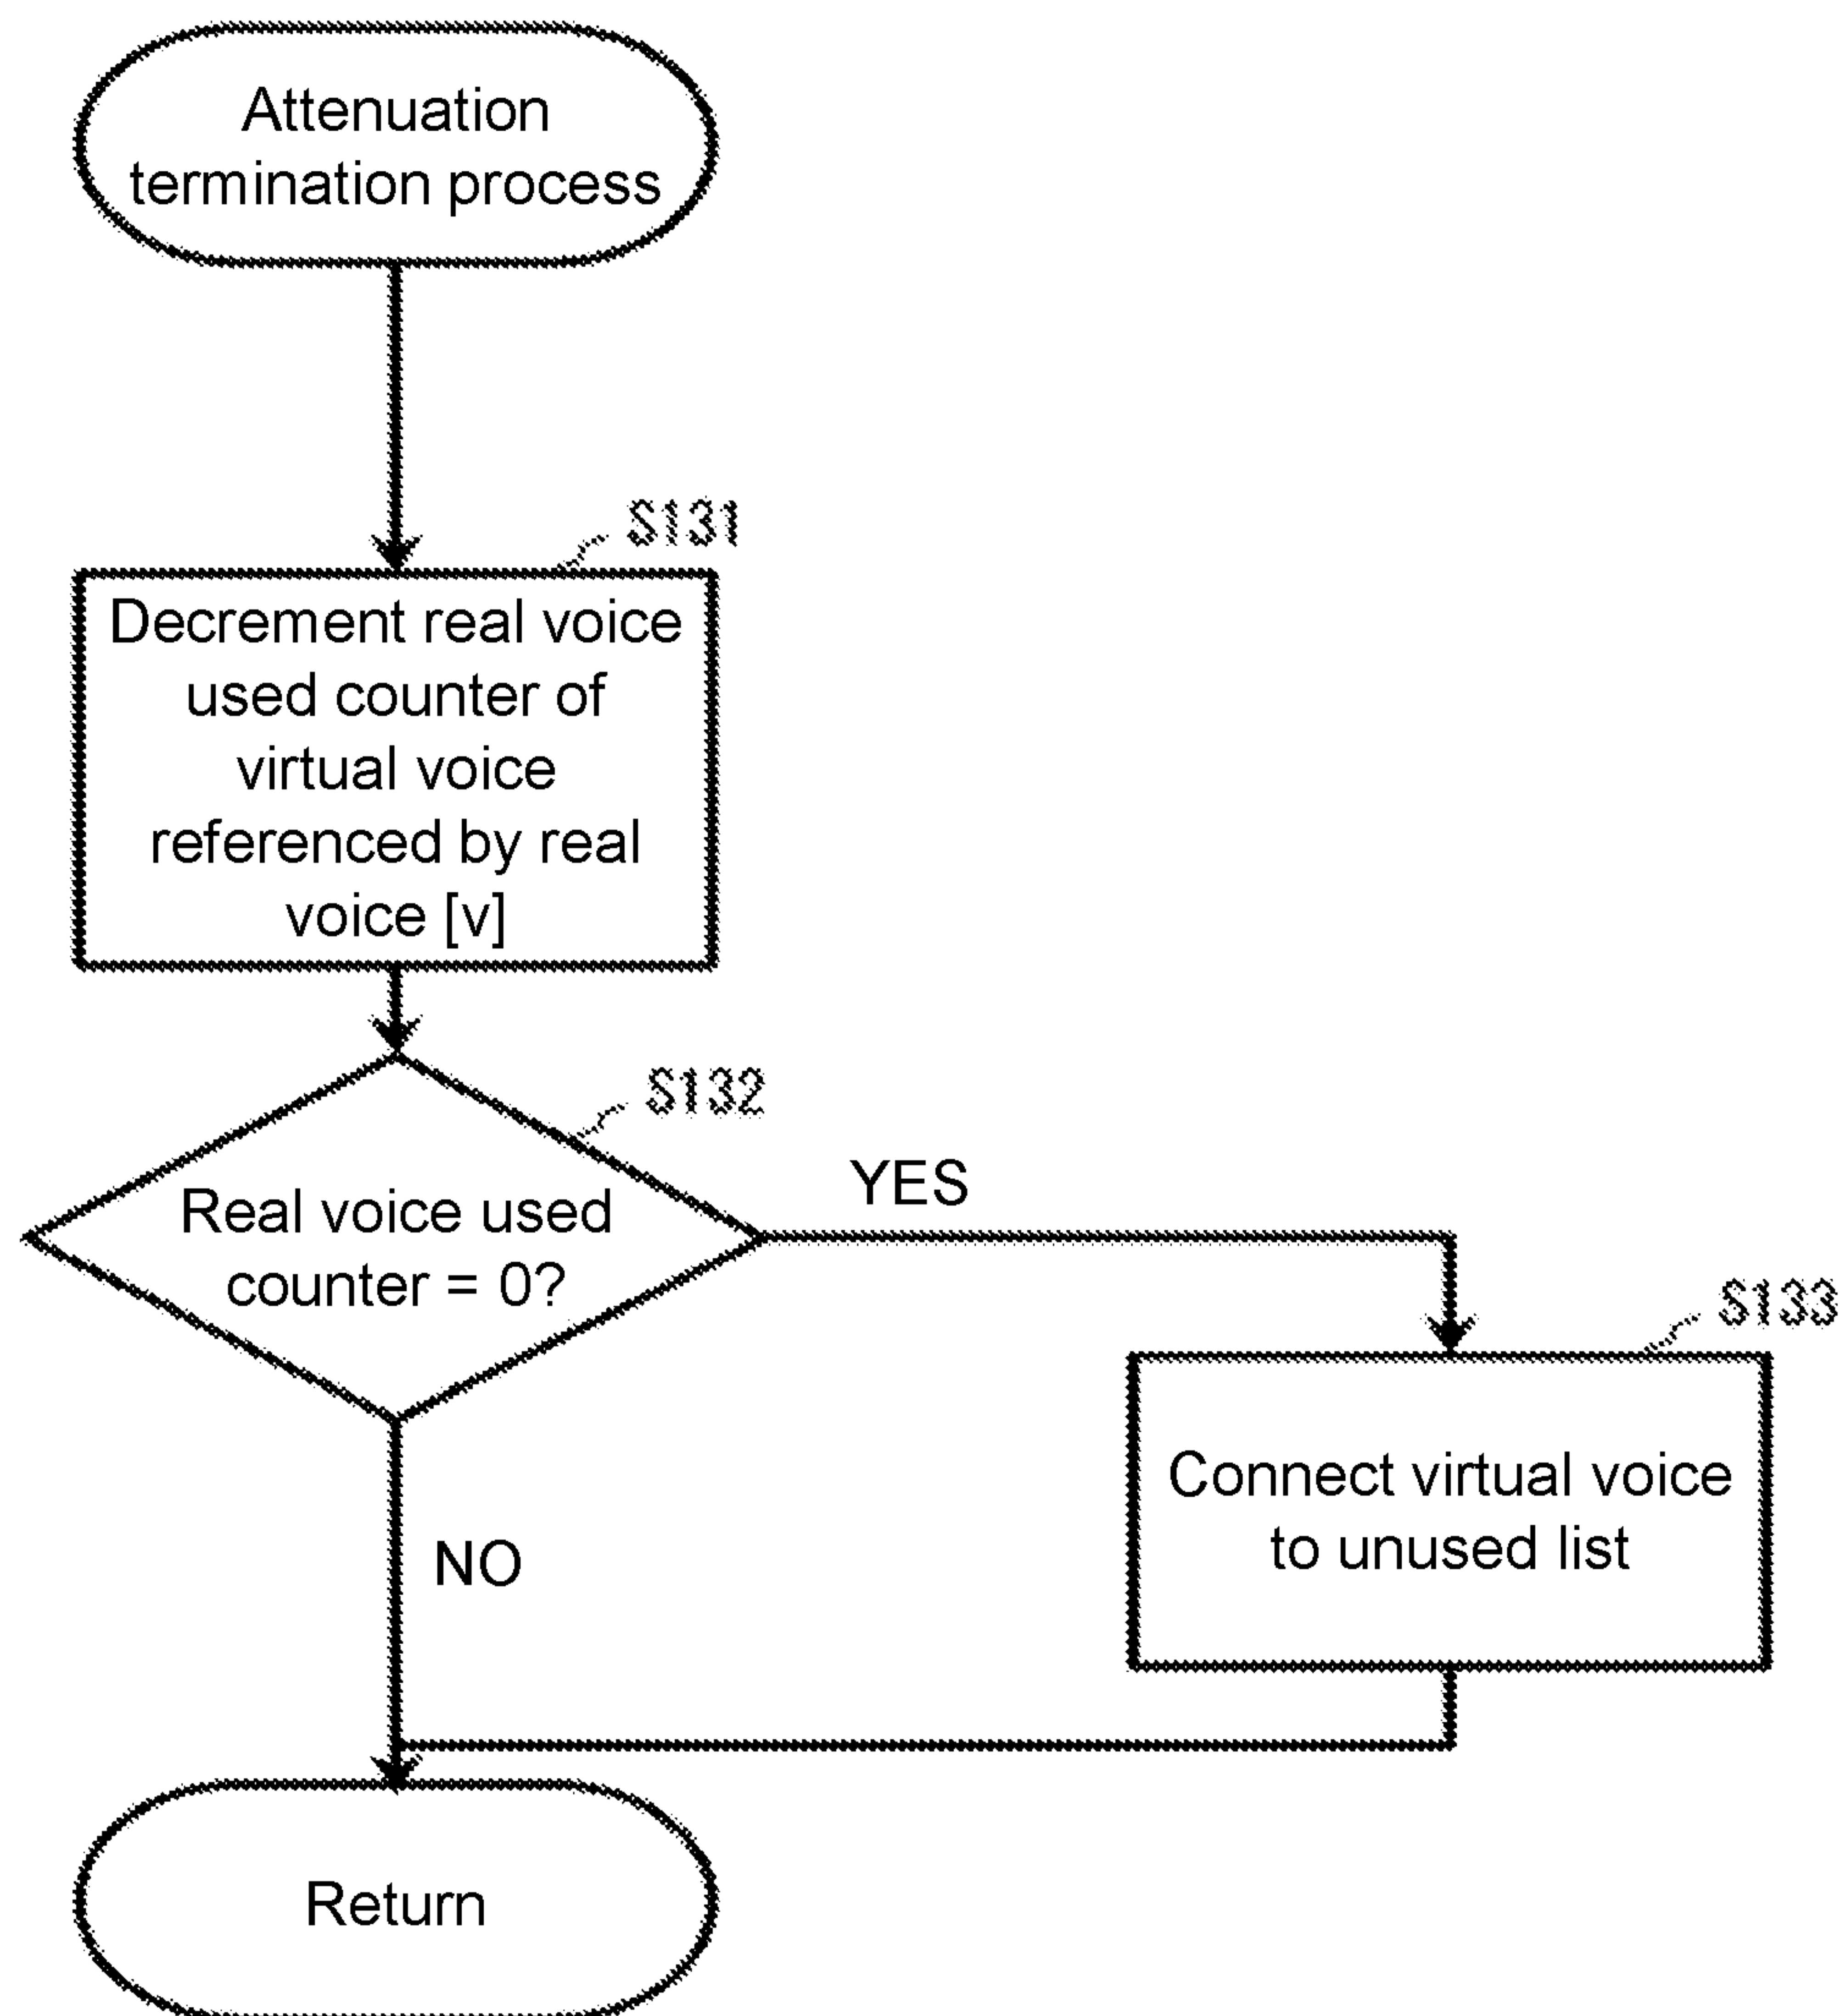 Attenuation
termination process
S131
Decrement real voice
used counter of
virtual voice
referenced by real
voice [v]
S132
Real voice used
counter = 0?
YES
S133
Connect virtual voice
to unused list
NO
Return